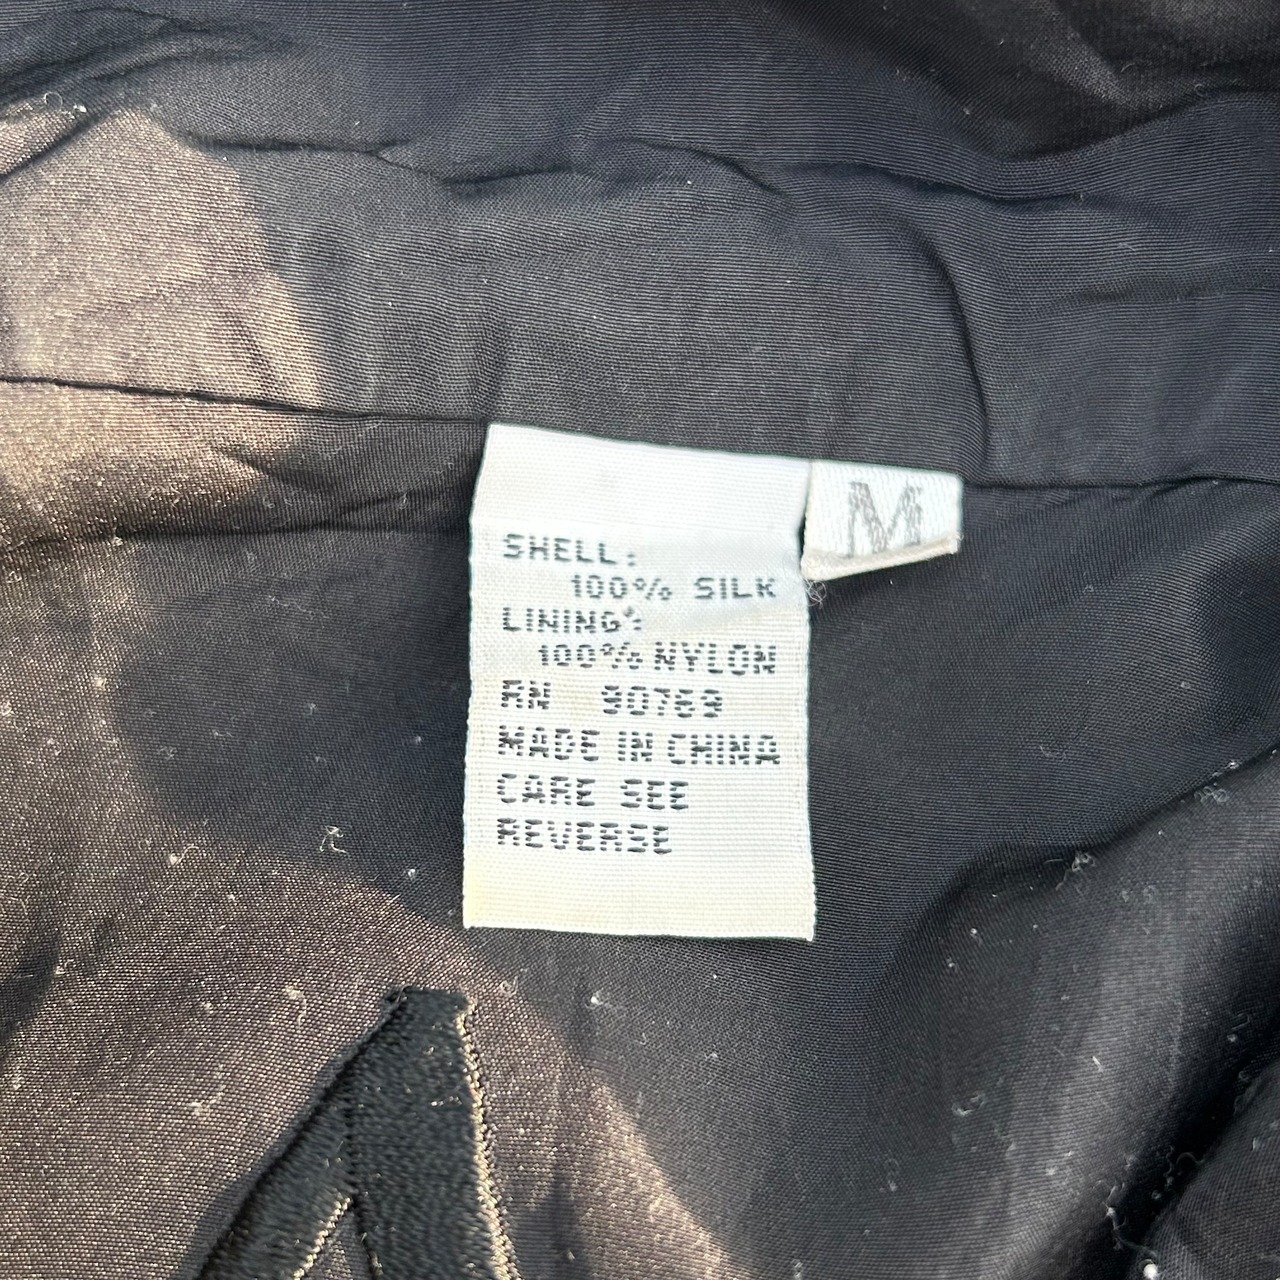 M
SHELL:
100% SILK
LINING:
100% NYLON
RN 90769
MADE IN CHINA
CARE SEE
REVERSE